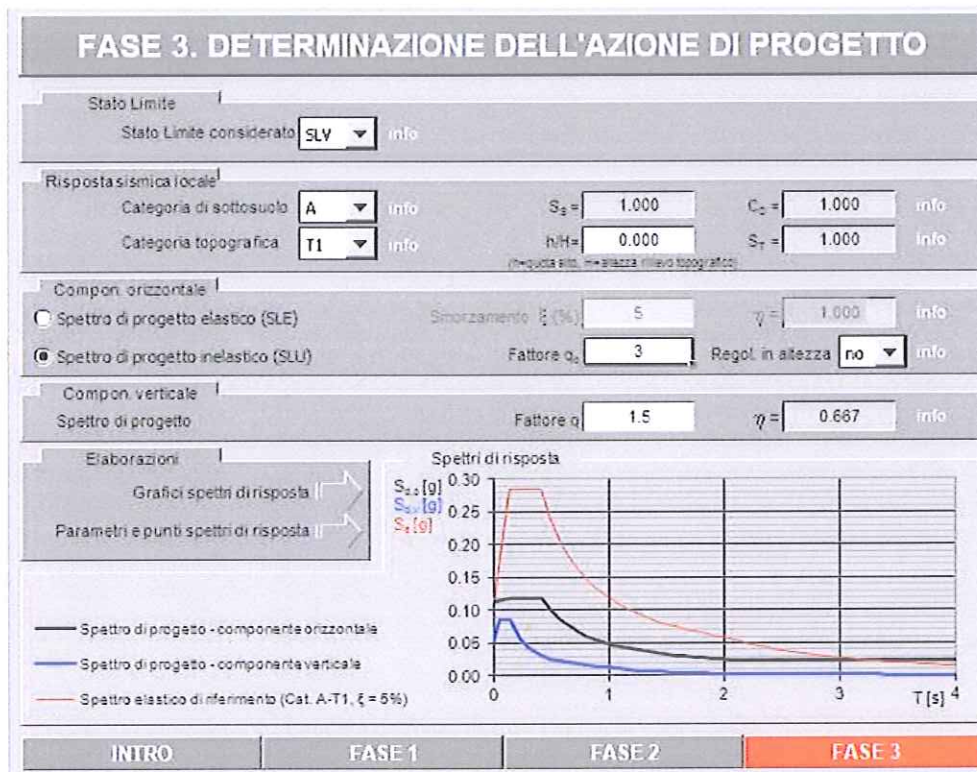 FASE 3. DETERMINAZIONE DELL'AZIONE DI PROGETTO
Stato Limite
Stato Limite considerato SLV info
Risposta sismica locale
Categoria di sottosuolo A info
S_S = 1.000
C_C = 1.000 info
Categoria topografica T1 info
h/H= 0.000
S_T = 1.000 info
(h=quota sito, H=altezza rilievo topografico)
Compon. orizzontale
Spettro di progetto elastico (SLE)
Smorzamento ξ (%) 5
η = 1.000 info
Spettro di progetto inelastico (SLU)
Fattore q_o 3
Regol. in altezza no info
Compon. verticale
Spettro di progetto
Fattore q 1.5
η = 0.667 info
Elaborazioni
Grafici spettri di risposta
Parametri e punti spettri di risposta
Spettri di risposta
S_d,o [g]
S_d,v [g]
S_e [g]
0.30
0.25
0.20
0.15
0.10
0.05
0.00
0 1 2 3 4
T [s]
Spettro di progetto - componente orizzontale
Spettro di progetto - componente verticale
Spettro elastico di riferimento (Cat. A-T1, ξ = 5%)
INTRO FASE 1 FASE 2 FASE 3